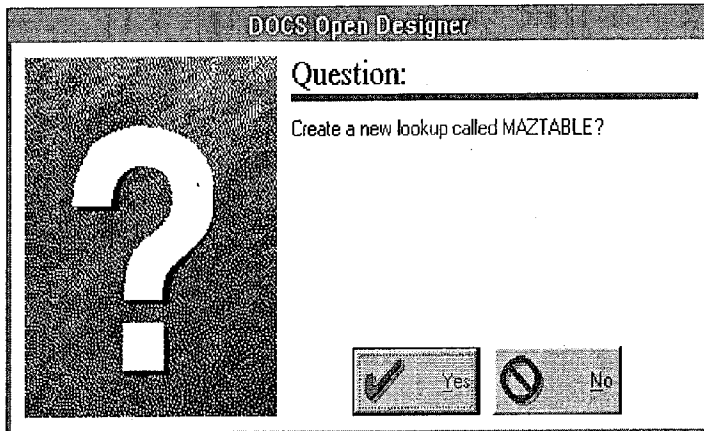 DOCS Open Designer
Question:
Create a new lookup called MAZTABLE?
Yes
No